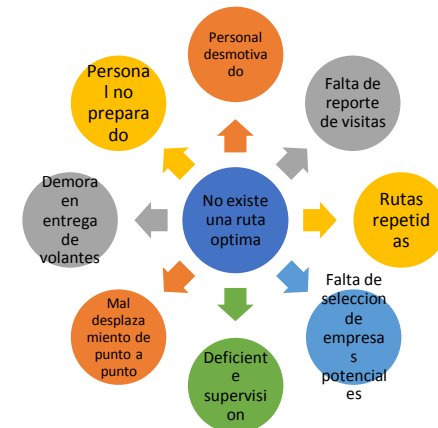 Personal
desmotiva
do
Falta de
reporte
de visitas
Rutas
repetid
as
Falta de
seleccion
de
empresa
s
potencial
es
Deficient
e
supervisi
on
Mal
desplaza
miento de
punto a
punto
Demora
en
entrega
de
volantes
Persona
l no
prepara
do
No existe
una ruta
optima